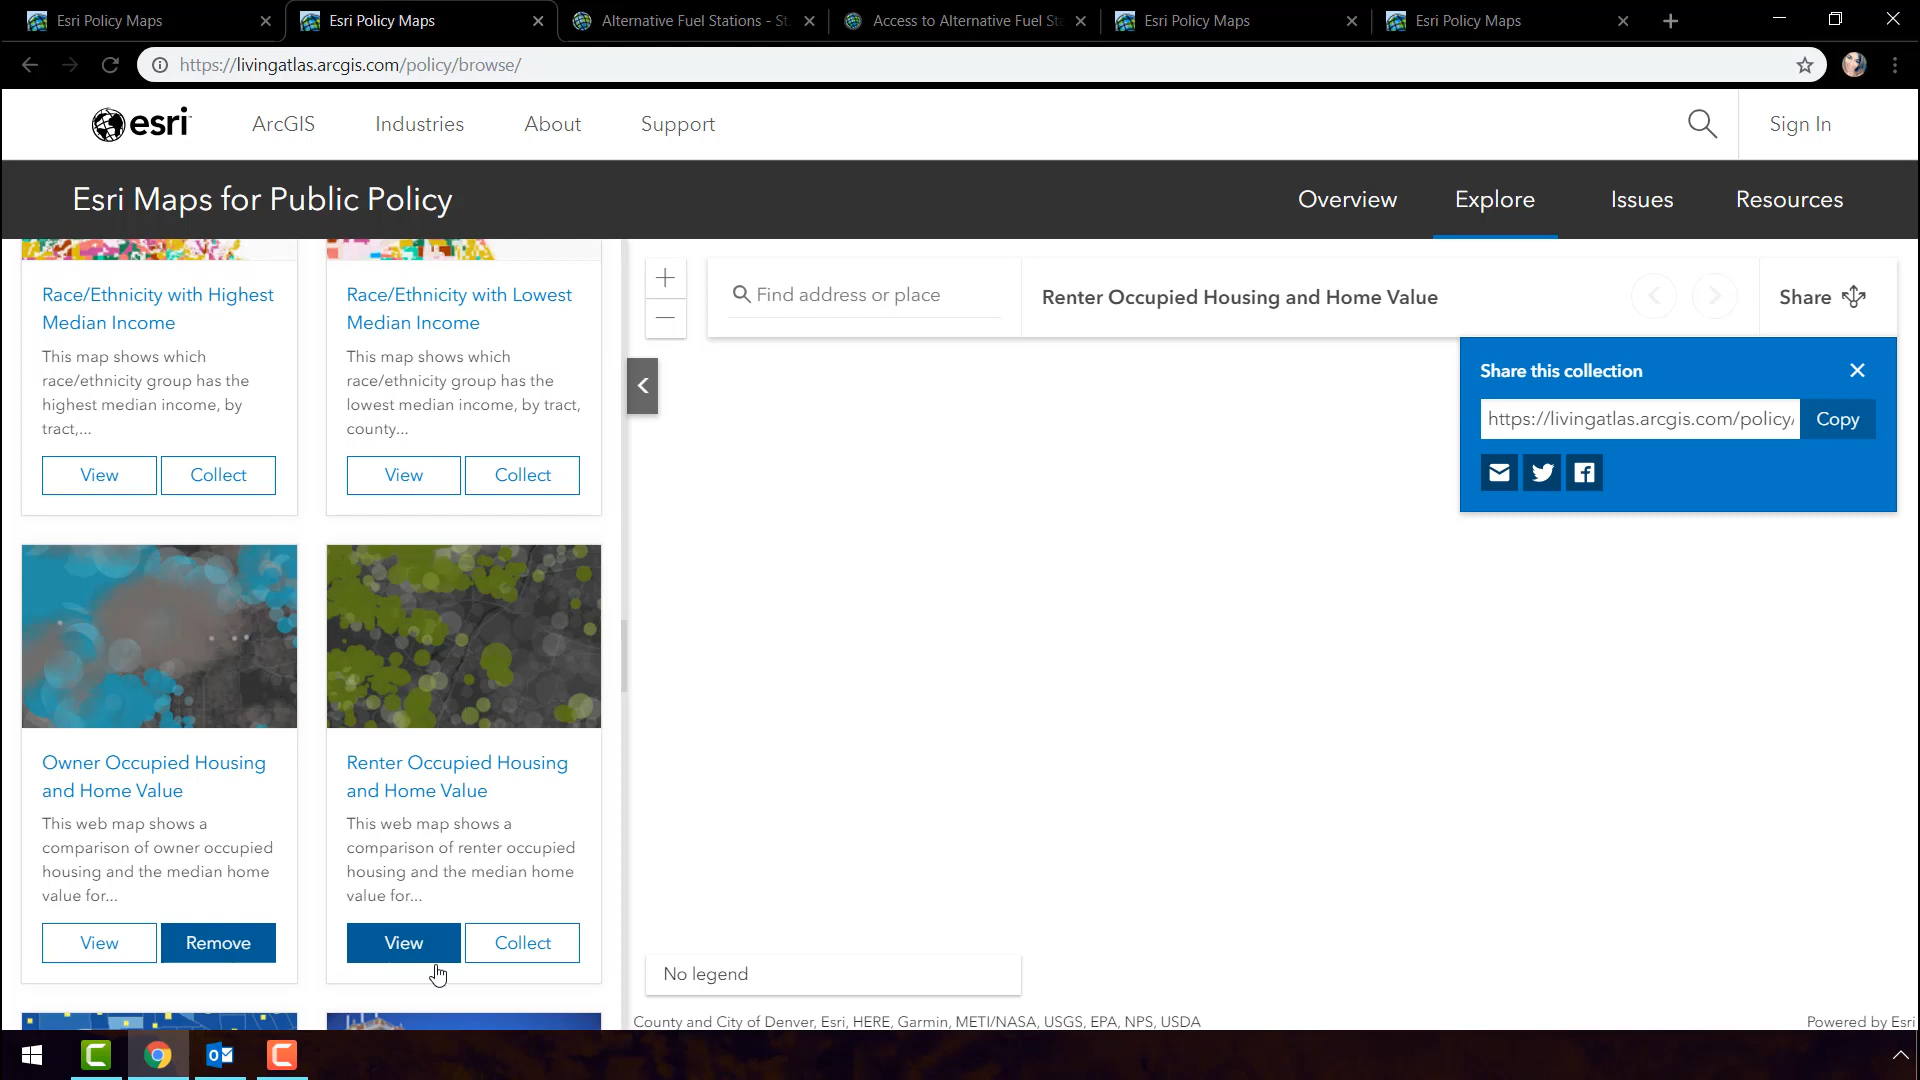 Esri Policy Maps
Esri Policy Maps
Alternative Fuel Stations - St
Access to Alternative Fuel Sta
Esri Policy Maps
Esri Policy Maps
https://livingatlas.arcgis.com/policy/browse/
esri
ArcGIS
Industries
About
Support
Sign In
Esri Maps for Public Policy
Overview
Explore
Issues
Resources
Race/Ethnicity with Highest
Median Income
This map shows which
race/ethnicity group has the
highest median income, by
tract,...
View
Collect
Race/Ethnicity with Lowest
Median Income
This map shows which
race/ethnicity group has the
lowest median income, by tract,
county...
View
Collect
Owner Occupied Housing
and Home Value
This web map shows a
comparison of owner occupied
housing and the median home
value for...
View
Remove
Renter Occupied Housing
and Home Value
This web map shows a
comparison of renter occupied
housing and the median home
value for...
View
Collect
Find address or place
Renter Occupied Housing and Home Value
Share
Share this collection
https://livingatlas.arcgis.com/policy/
Copy
No legend
County and City of Denver, Esri, HERE, Garmin, METI/NASA, USGS, EPA, NPS, USDA
Powered by Esri